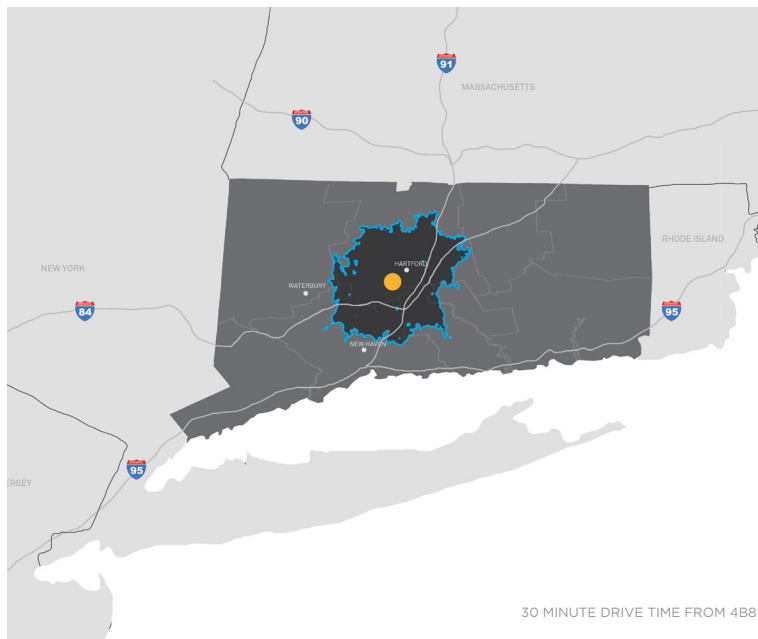 91
MASSACHUSETTS
90
RHODE ISLAND
HARTFORD
NEW YORK
WATERBURY
84
95
NEW HAVEN
95
ERSEY
30 MINUTE DRIVE TIME FROM 4B8